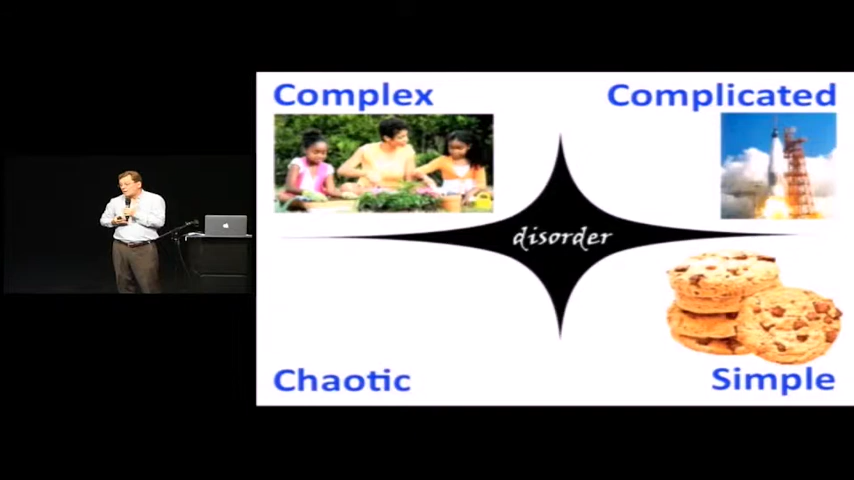 Complex
Complicated
disorder
Chaotic
Simple